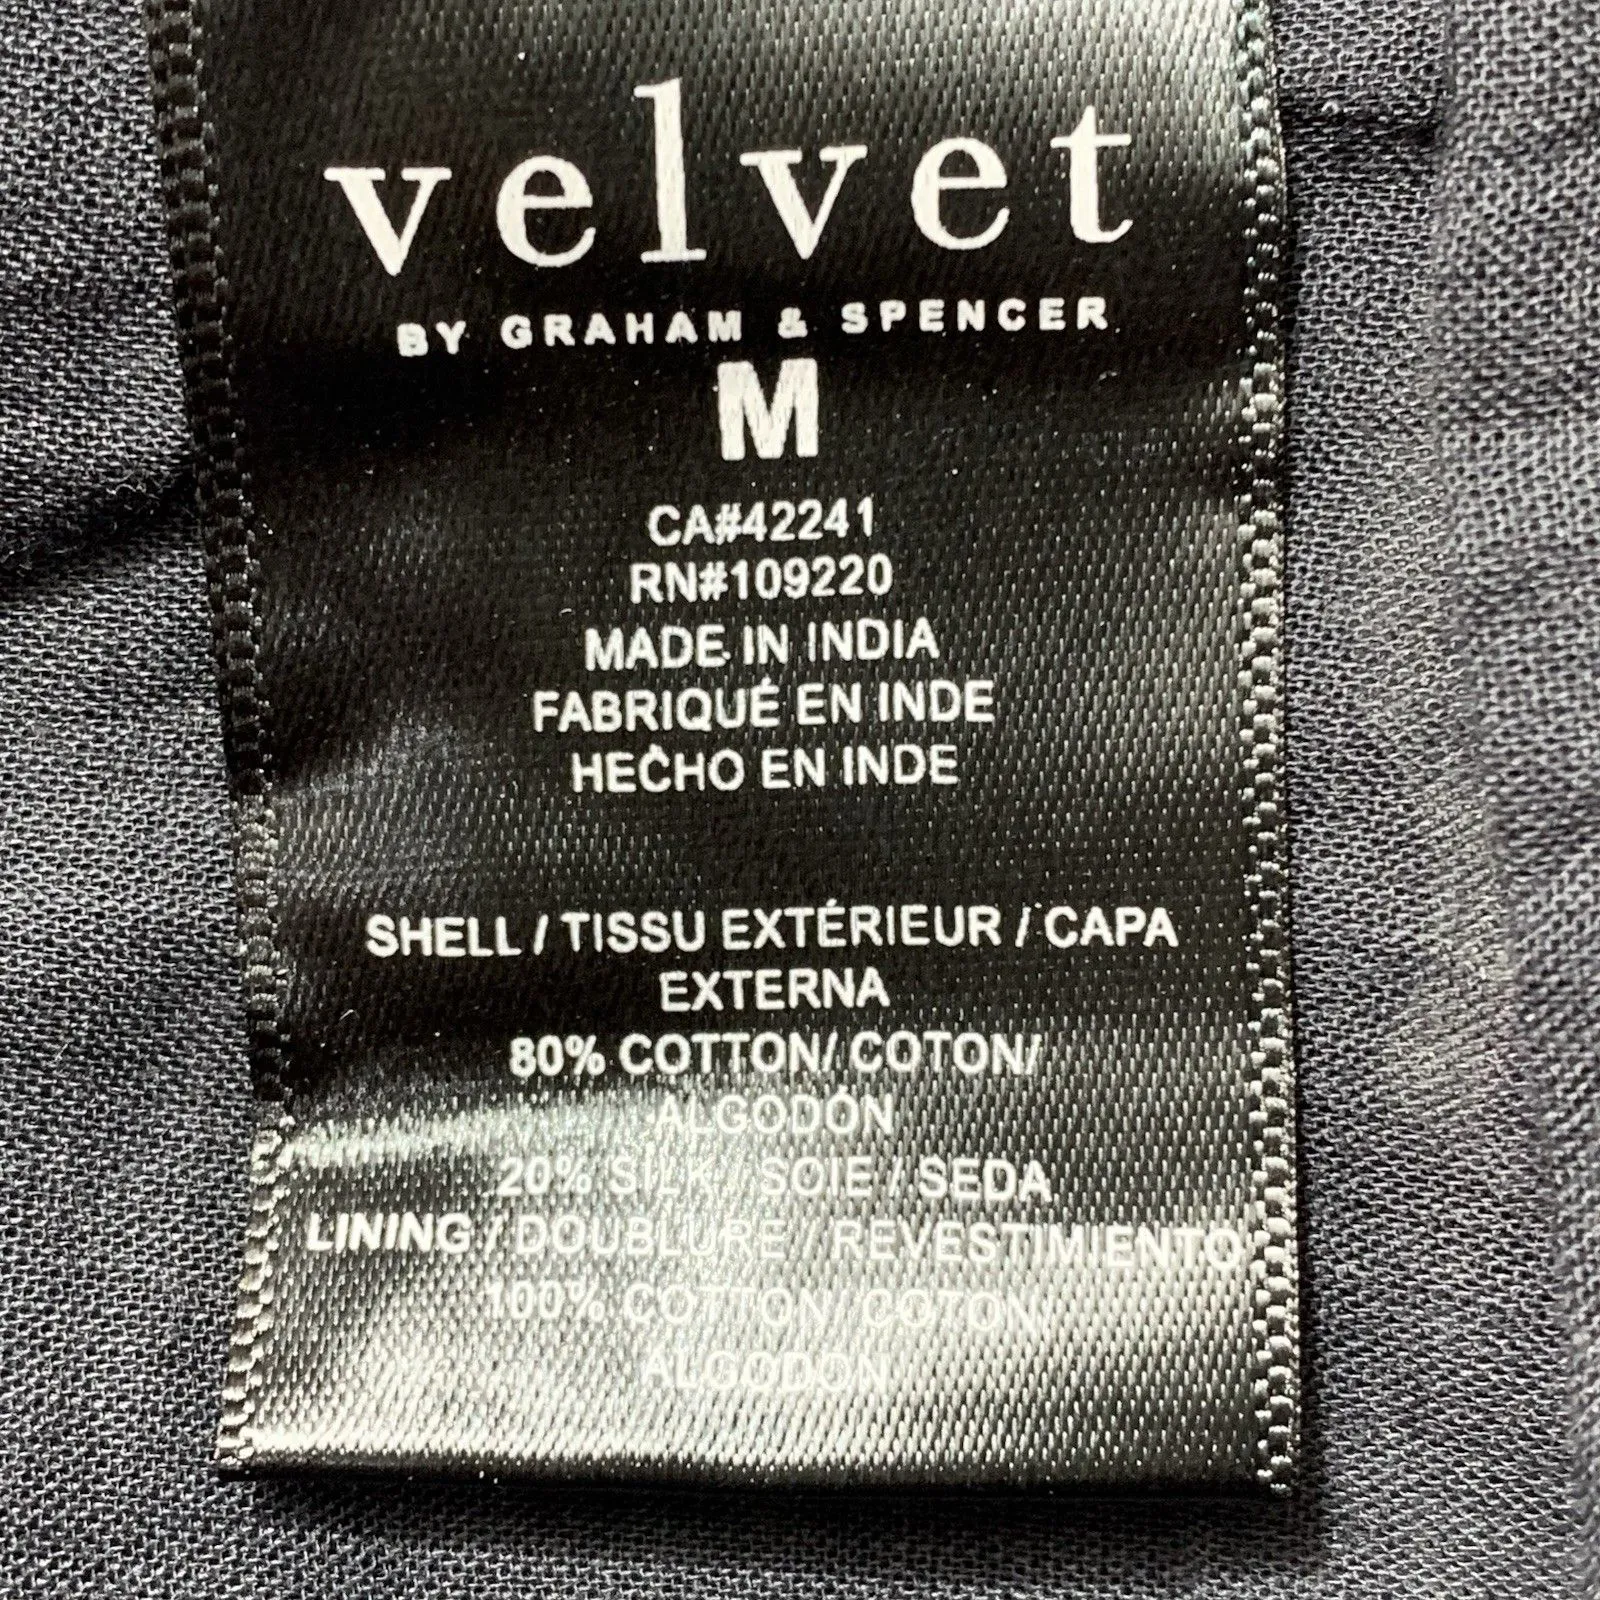 velvet
BY GRAHAM & SPENCER
M
CA#42241
RN#109220
MADE IN INDIA
FABRIQUÉ EN INDE
HECHO EN INDE
SHELL / TISSU EXTÉRIEUR / CAPA
EXTERNA
80% COTTON/ COTON/
ALGODÓN
20% SILK / SOIE / SEDA
LINING / DOUBLURE / REVESTIMIENTO
100% COTTON/ COTON/
ALGODÓN